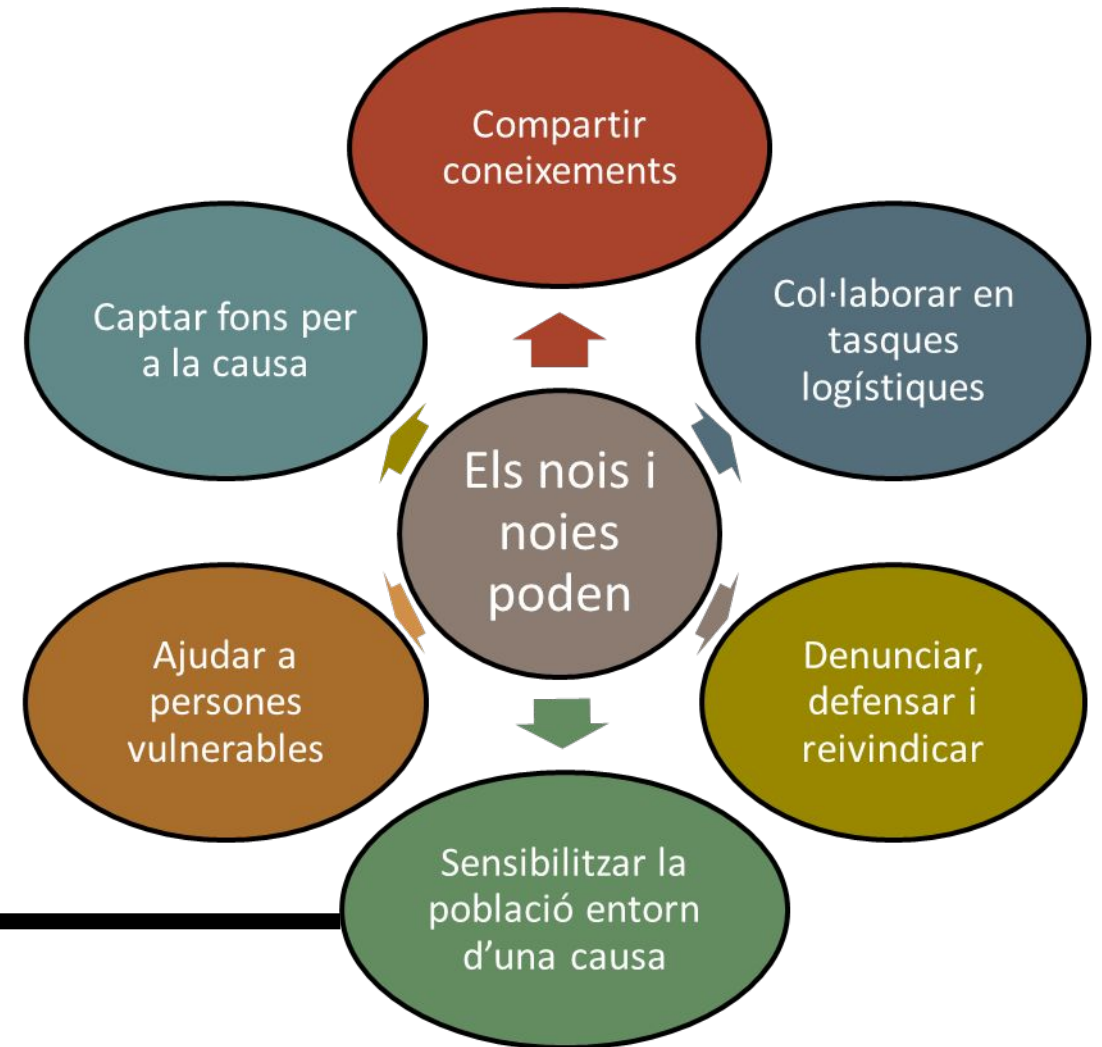 Compartir
coneixements
Captar fons per
a la causa
Col·laborar en
tasques
logístiques
Els nois i
noies
poden
Ajudar a
persones
vulnerables
Denunciar,
defensar i
reivindicar
Sensibilitzar la
població entorn
d’una causa